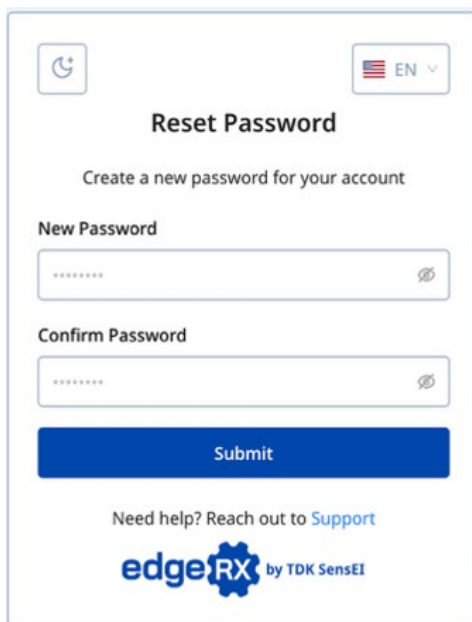 EN
Reset Password
Create a new password for your account
New Password
Confirm Password
Submit
Need help? Reach out to Support
edgeRX by TDK SensEI